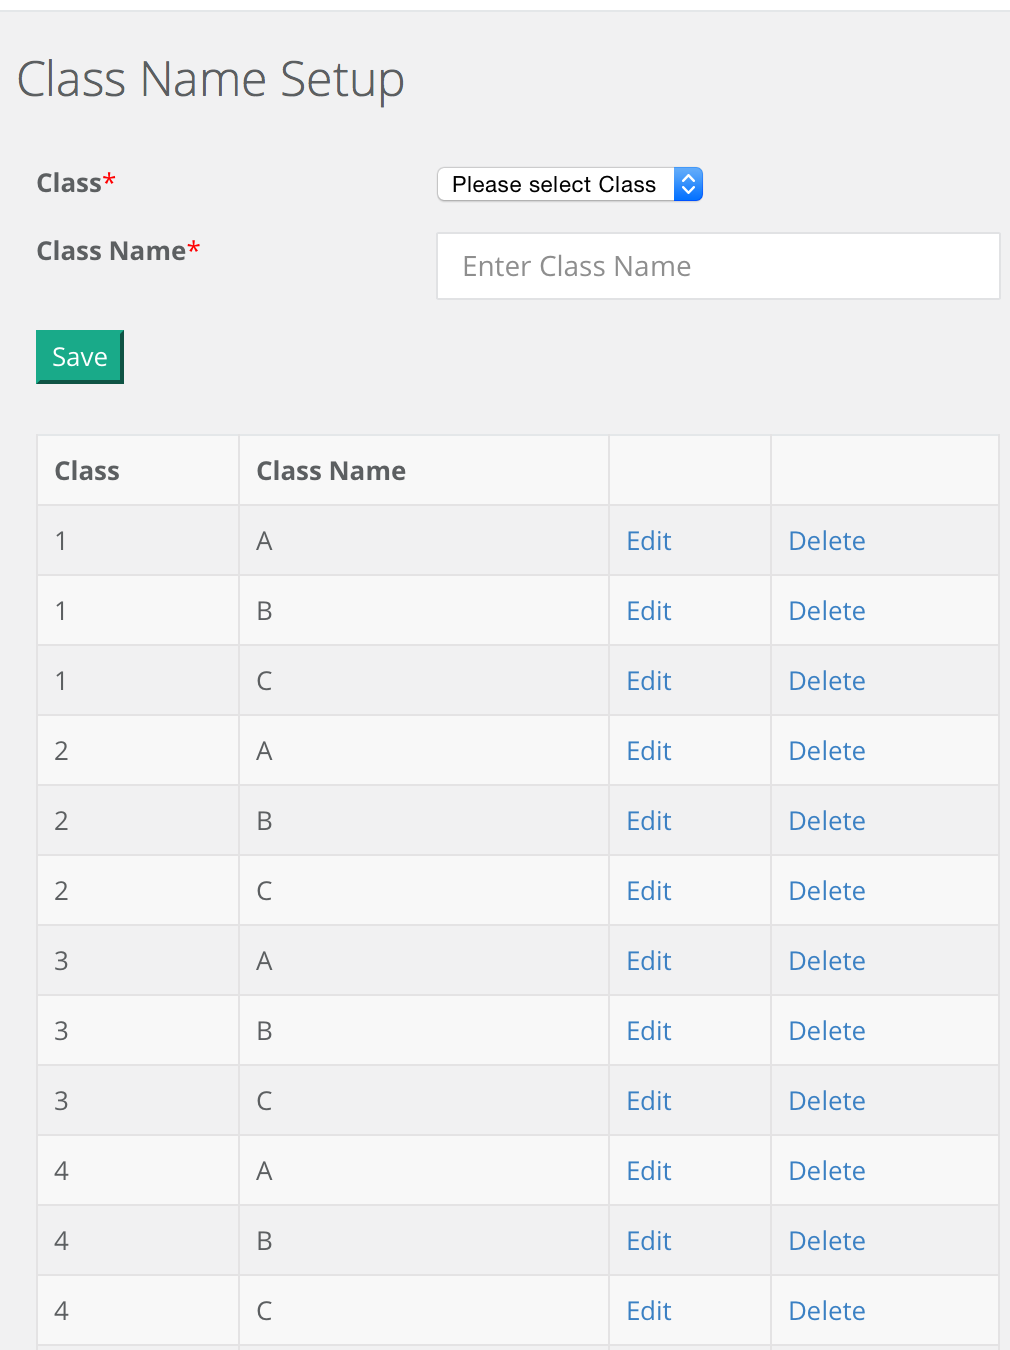 Class Name Setup
Class* Please select Class
Class Name* Enter Class Name
Save
Class Class Name
1 A Edit Delete
1 B Edit Delete
1 C Edit Delete
2 A Edit Delete
2 B Edit Delete
2 C Edit Delete
3 A Edit Delete
3 B Edit Delete
3 C Edit Delete
4 A Edit Delete
4 B Edit Delete
4 C Edit Delete